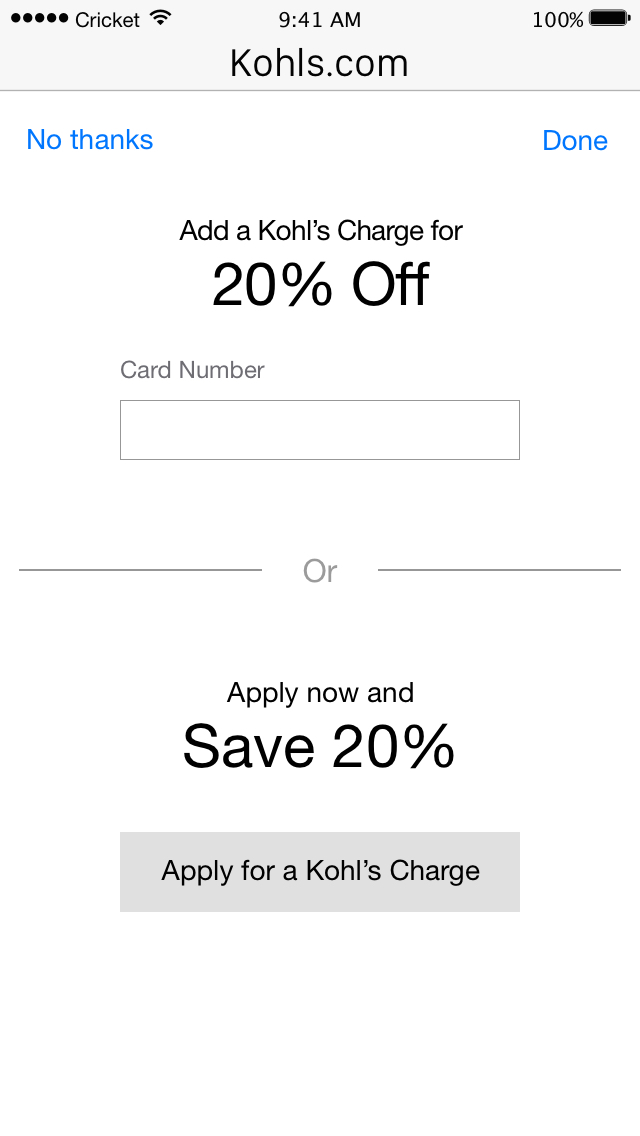 Cricket 9:41 AM 100%
Kohls.com
No thanks Done
Add a Kohl’s Charge for
20% Off
Card Number
Or
Apply now and
Save 20%
Apply for a Kohl’s Charge